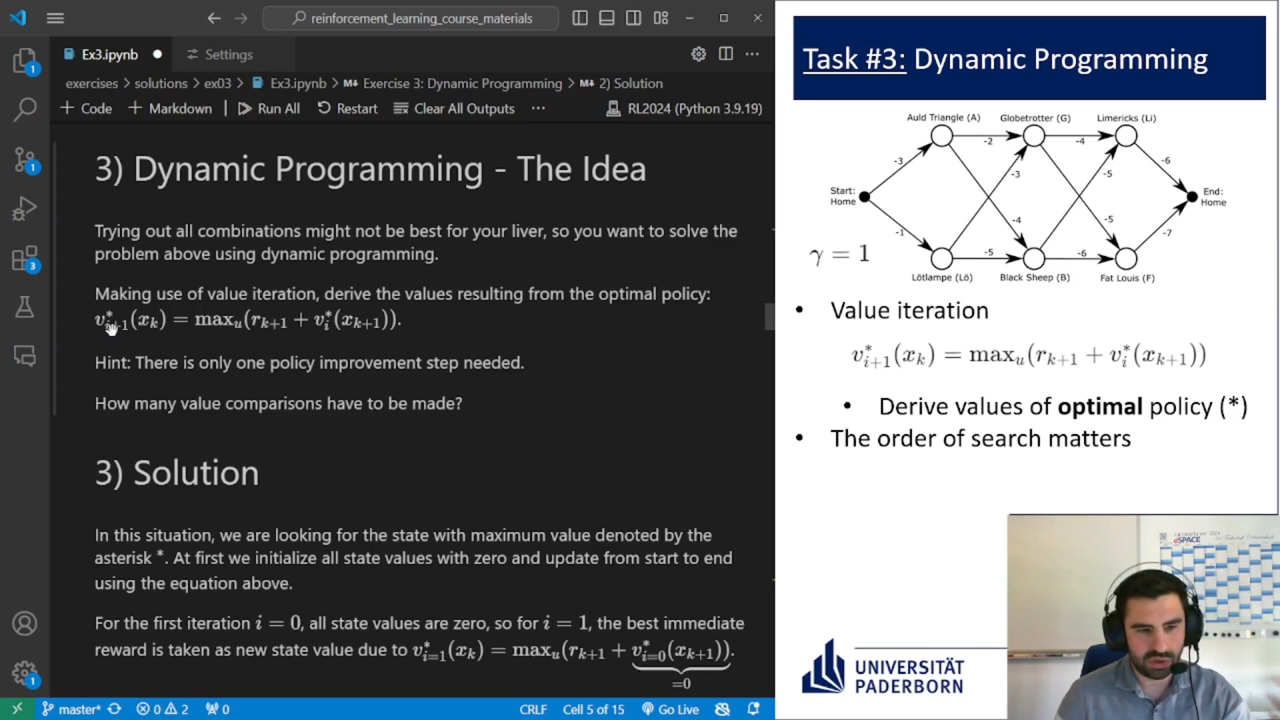 reinforcement_learning_course_materials
Ex3.ipynb
Settings
exercises > solutions > ex03 > Ex3.ipynb > M↓ Exercise 3: Dynamic Programming > M↓ 2) Solution
+ Code + Markdown Run All Restart Clear All Outputs ... RL2024 (Python 3.9.19)
3) Dynamic Programming - The Idea
Trying out all combinations might not be best for your liver, so you want to solve the
problem above using dynamic programming.
Making use of value iteration, derive the values resulting from the optimal policy:
v*ᵢ₊₁(xₖ) = maxᵤ(rₖ₊₁ + v*ᵢ(xₖ₊₁)).
Hint: There is only one policy improvement step needed.
How many value comparisons have to be made?
3) Solution
In this situation, we are looking for the state with maximum value denoted by the
asterisk *. At first we initialize all state values with zero and update from start to end
using the equation above.
For the first iteration i = 0, all state values are zero, so for i = 1, the best immediate
reward is taken as new state value due to v*ᵢ₌₁(xₖ) = maxᵤ(rₖ₊₁ + v*ᵢ₌₀(xₖ₊₁)).
=0
1
1
3
1
master* 0 2 0 CRLF Cell 5 of 15 Go Live
Task #3: Dynamic Programming
Auld Triangle (A) Globetrotter (G) Limericks (Li)
-2 -4
-3 -6
-3 -5
Start:
Home
End:
Home
-4 -5
-1 -7
-5 -6
Lötlampe (Lö) Black Sheep (B) Fat Louis (F)
γ = 1
• Value iteration
v*ᵢ₊₁(xₖ) = maxᵤ(rₖ₊₁ + v*ᵢ(xₖ₊₁))
• Derive values of optimal policy (*)
• The order of search matters
dSPACE
UNIVERSITÄT
PADERBORN